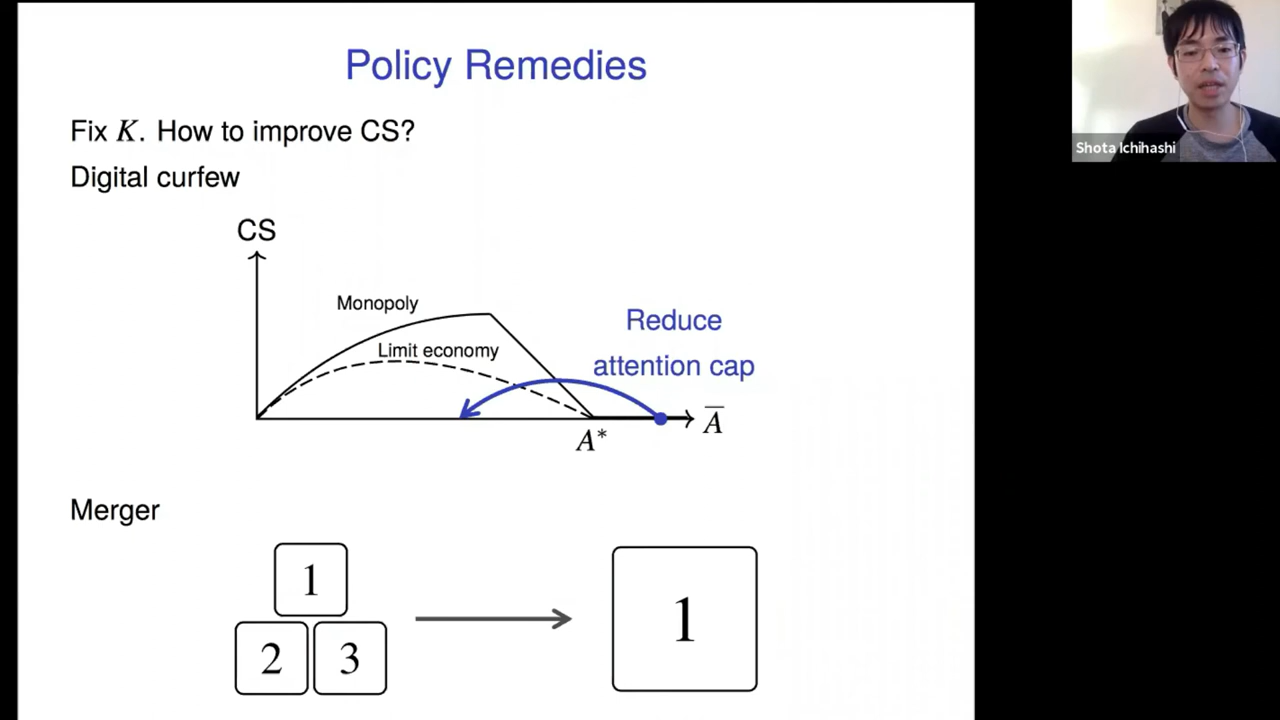 Policy Remedies
Fix K. How to improve CS?
Digital curfew
CS
Monopoly
Limit economy
Reduce
attention cap
A*
A̅
Merger
1
2 3
1
Shota Ichihashi